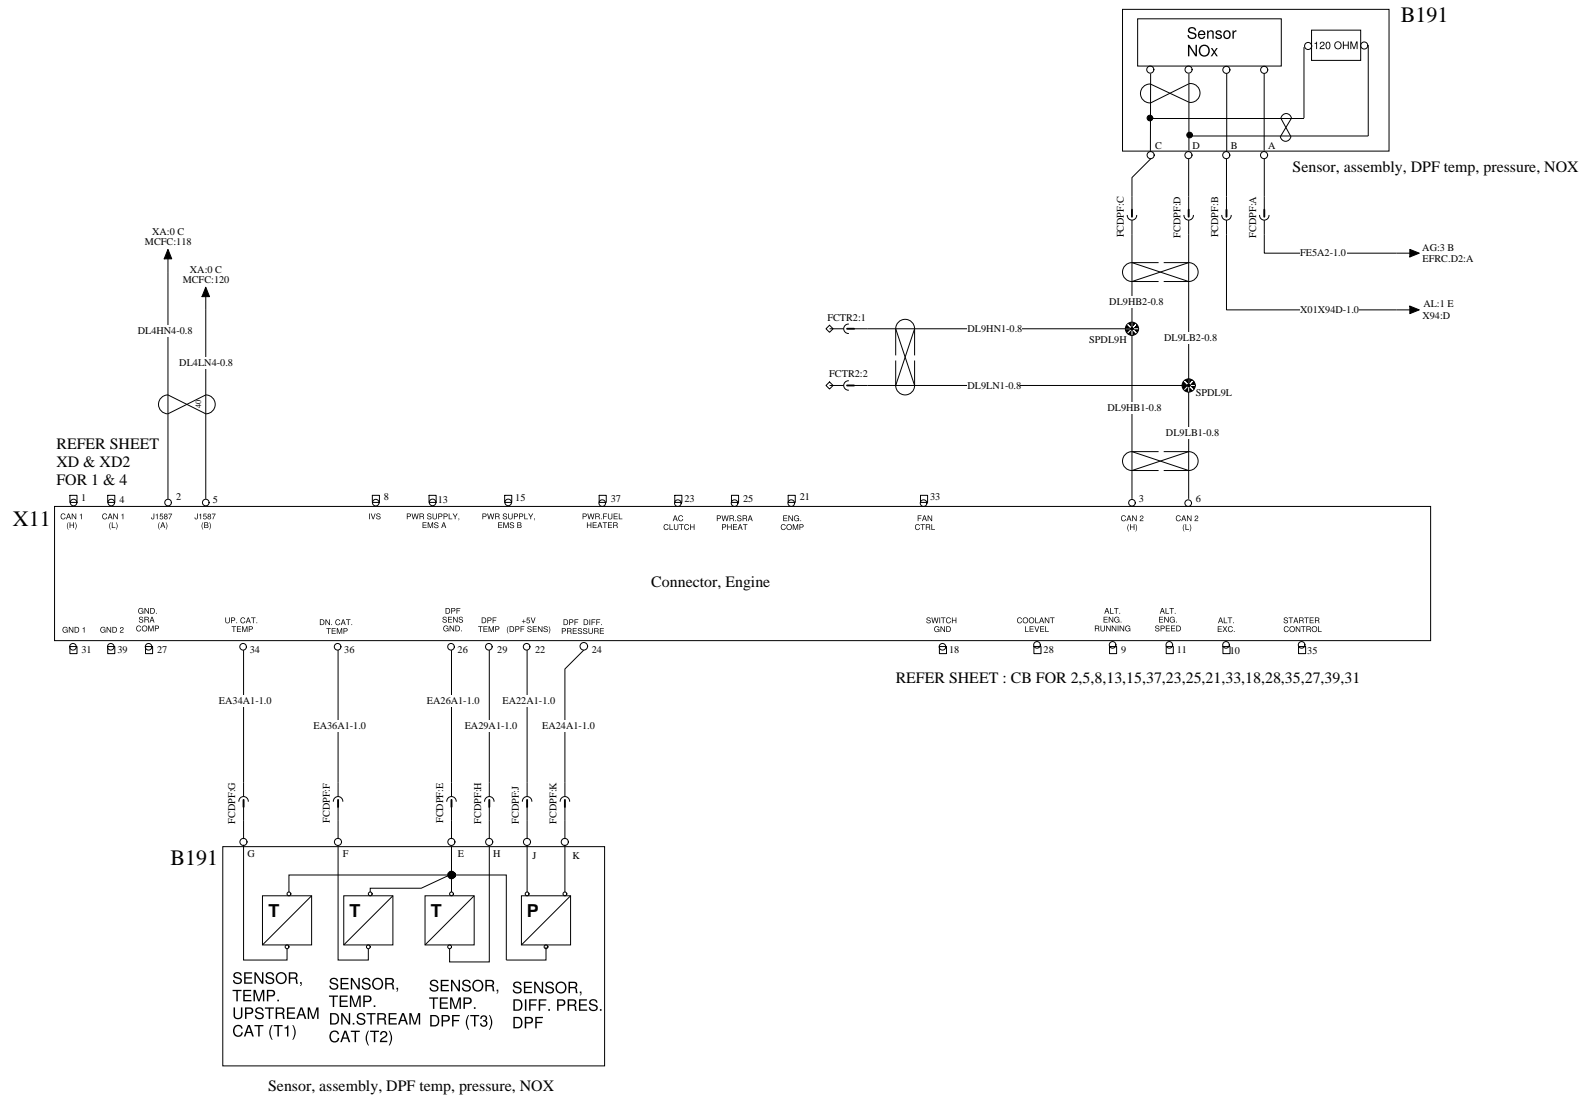 B191
Sensor
NOx
120 OHM
C
D
B
A
Sensor, assembly, DPF temp, pressure, NOX
FCDPF:C
FCDPF:D
FCDPF:B
FCDPF:A
XA:0 C
MCFC:118
XA:0 C
MCFC:120
FE5A2-1.0
AG:3 B
EFRC.D2:A
DL9HB2-0.8
X01X94D-1.0
AL:1 E
X94:D
DL4HN4-0.8
FCTR2:1
DL9HN1-0.8
SPDL9H
DL9LB2-0.8
DL4LN4-0.8
FCTR2:2
DL9LN1-0.8
SPDL9L
40
DL9HB1-0.8
DL9LB1-0.8
REFER SHEET
XD & XD2
FOR 1 & 4
1
4
2
5
8
13
15
37
23
25
21
33
3
6
X11
CAN 1
(H)
CAN 1
(L)
J1587
(A)
J1587
(B)
IVS
PWR SUPPLY,
EMS A
PWR SUPPLY,
EMS B
PWR.FUEL
HEATER
AC
CLUTCH
PWR.SRA
PHEAT
ENG.
COMP
FAN
CTRL
CAN 2
(H)
CAN 2
(L)
Connector, Engine
GND 1
GND 2
GND.
SRA
COMP
UP. CAT.
TEMP
DN. CAT.
TEMP
DPF
SENS
GND.
DPF
TEMP
+5V
(DPF SENS)
DPF DIFF.
PRESSURE
SWITCH
GND
COOLANT
LEVEL
ALT.
ENG.
RUNNING
ALT.
ENG.
SPEED
ALT.
EXC.
STARTER
CONTROL
31
39
27
34
36
26
29
22
24
18
28
9
11
10
35
REFER SHEET : CB FOR 2,5,8,13,15,37,23,25,21,33,18,28,35,27,39,31
EA34A1-1.0
EA26A1-1.0
EA22A1-1.0
EA36A1-1.0
EA29A1-1.0
EA24A1-1.0
FCDPF:G
FCDPF:F
FCDPF:E
FCDPF:H
FCDPF:J
FCDPF:K
B191
G
F
E
H
J
K
T
T
T
P
SENSOR,
TEMP.
UPSTREAM
CAT (T1)
SENSOR,
TEMP.
DN.STREAM
CAT (T2)
SENSOR,
TEMP.
DPF (T3)
SENSOR,
DIFF. PRES.
DPF
Sensor, assembly, DPF temp, pressure, NOX